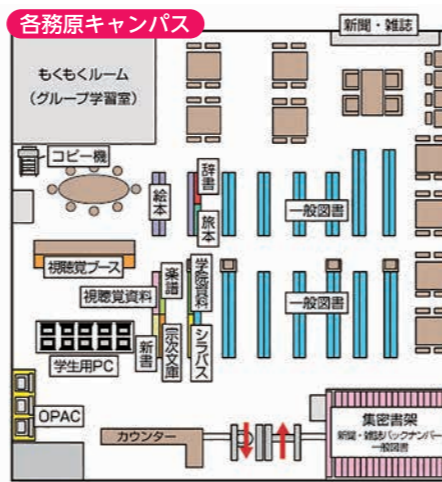 各務原キャンパス
新聞・雑誌
もくもくルーム
（グループ学習室）
コピー機
絵本
辞書
旅本
一般図書
視聴覚ブース
視聴覚資料
楽譜
学院資料
一般図書
新書
宗次文庫
シラバス
学生用PC
OPAC
カウンター
集密書架
新聞・雑誌バックナンバー
一般図書